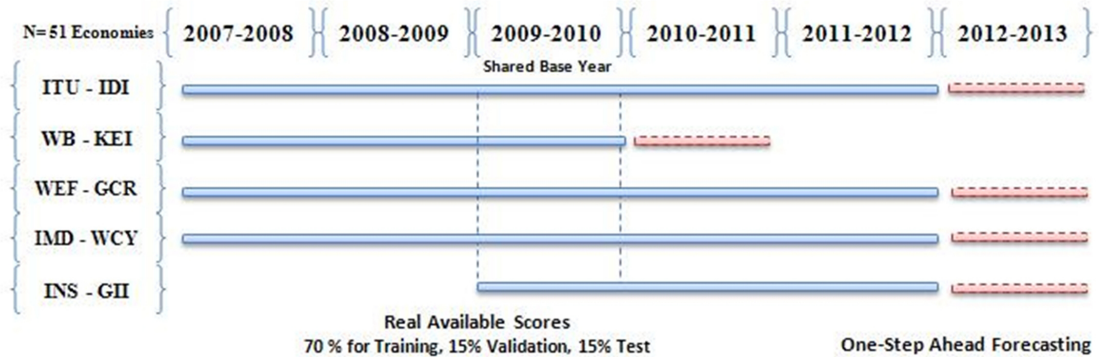 N= 51 Economies 2007-2008 2008-2009 2009-2010 2010-2011 2011-2012 2012-2013
Shared Base Year
ITU - IDI
WB - KEI
WEF - GCR
IMD - WCY
INS - GII
Real Available Scores
70 % for Training, 15% Validation, 15% Test
One-Step Ahead Forecasting